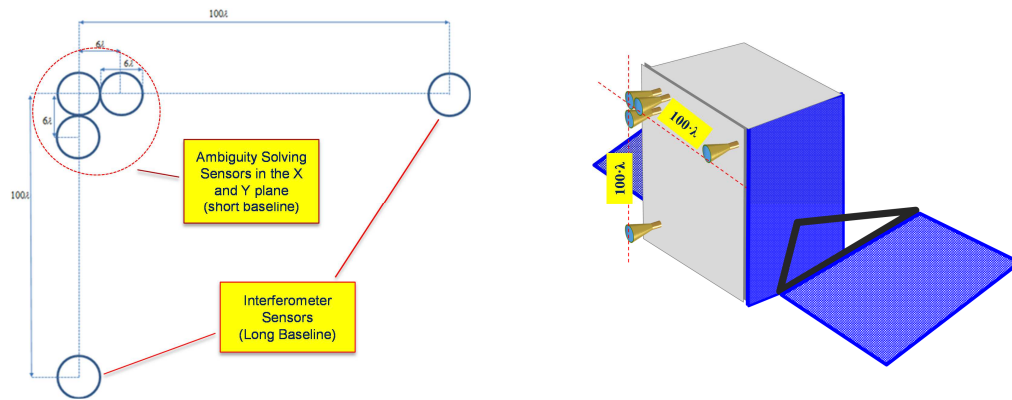 100λ
6λ
6λ
6λ
100λ
Ambiguity Solving
Sensors in the X
and Y plane
(short baseline)
Interferometer
Sensors
(Long Baseline)
100·λ
100·λ